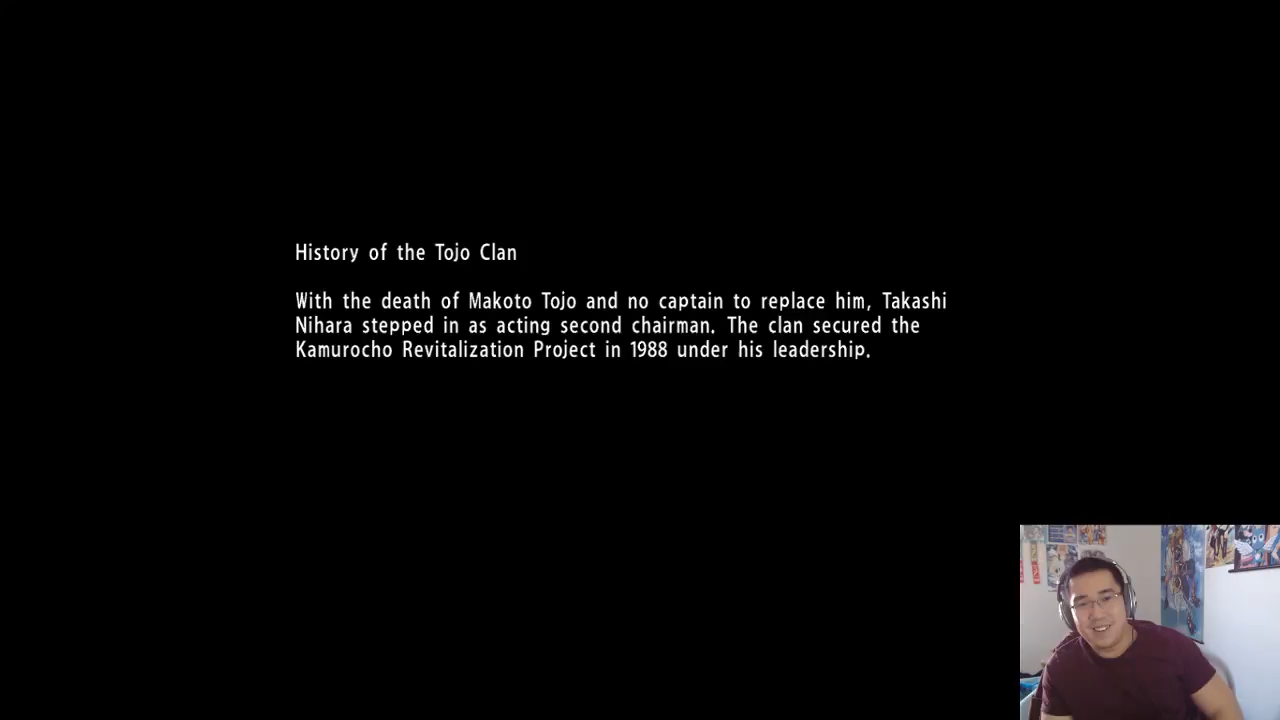 History of the Tojo Clan
With the death of Makoto Tojo and no captain to replace him, Takashi
Nihara stepped in as acting second chairman. The clan secured the
Kamurocho Revitalization Project in 1988 under his leadership.